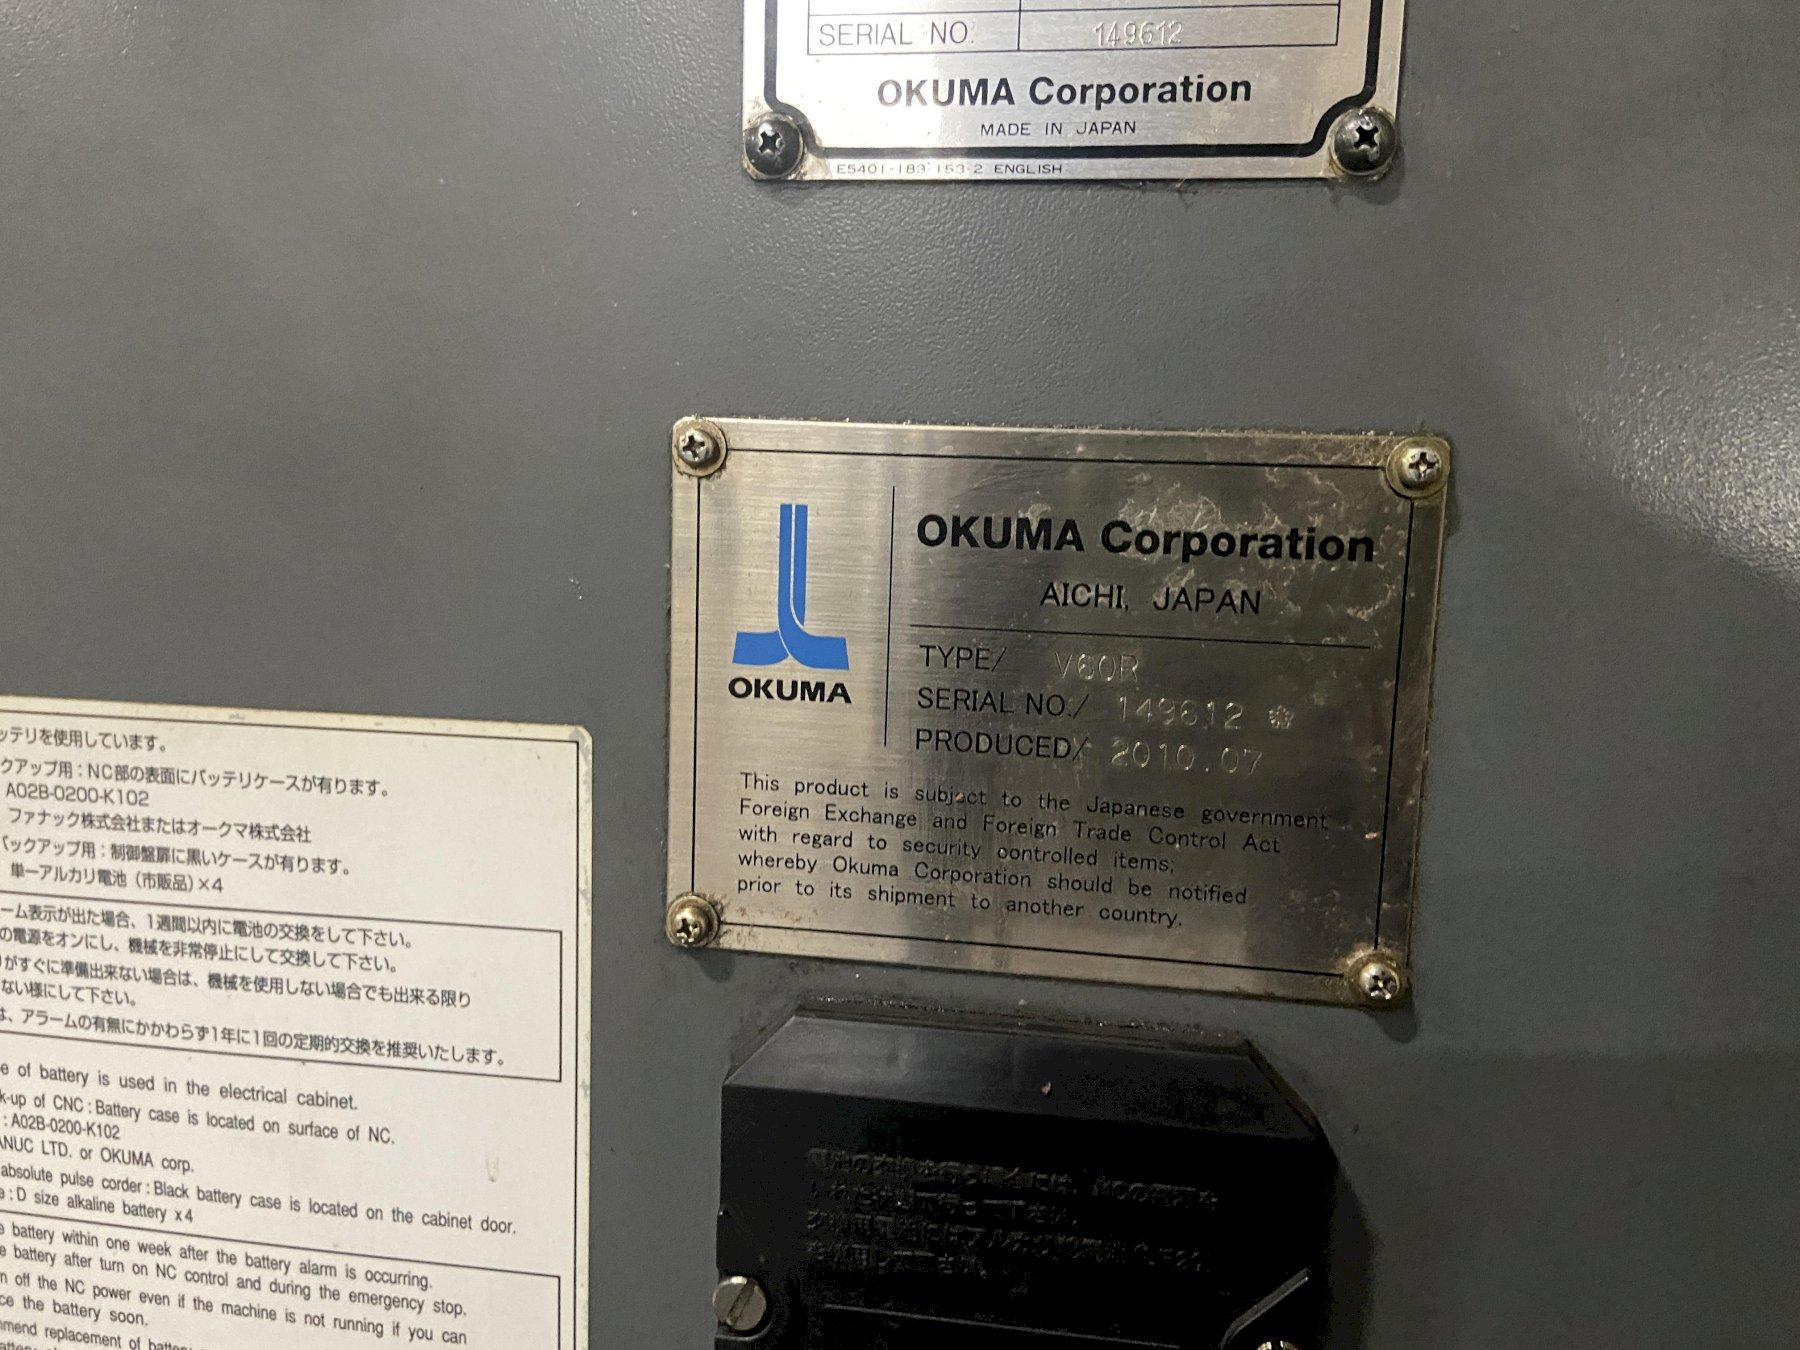 SERIAL NO. 149612
OKUMA Corporation
MADE IN JAPAN
E5401-183-153-2 ENGLISH
OKUMA
OKUMA Corporation
AICHI, JAPAN
TYPE/ V60R
SERIAL NO./ 149612 ❋
PRODUCED/ 2010.07
This product is subject to the Japanese government
Foreign Exchange and Foreign Trade Control Act
with regard to security controlled items;
whereby Okuma Corporation should be notified
prior to its shipment to another country.
ッテリを使用しています。
クアップ用：NC部の表面にバッテリケースが有ります。
A02B-0200-K102
ファナック株式会社またはオークマ株式会社
バックアップ用：制御盤扉に黒いケースが有ります。
単一アルカリ電池（市販品）×4
ーム表示が出た場合、1週間以内に電池の交換をして下さい。
の電源をオンにし、機械を非常停止にして交換して下さい。
がすぐに準備出来ない場合は、機械を使用しない場合でも出来る限り
ない様にして下さい。
は、アラームの有無にかかわらず1年に1回の定期的交換を推奨いたします。
e of battery is used in the electrical cabinet.
k-up of CNC : Battery case is located on surface of NC.
: A02B-0200-K102
ANUC LTD. or OKUMA corp.
absolute pulse corder : Black battery case is located on the cabinet door.
e : D size alkaline battery x4
e battery within one week after the battery alarm is occurring.
e battery after turn on NC control and during the emergency stop.
n off the NC power even if the machine is not running if you can
ce the battery soon.
mmend replacement of batte